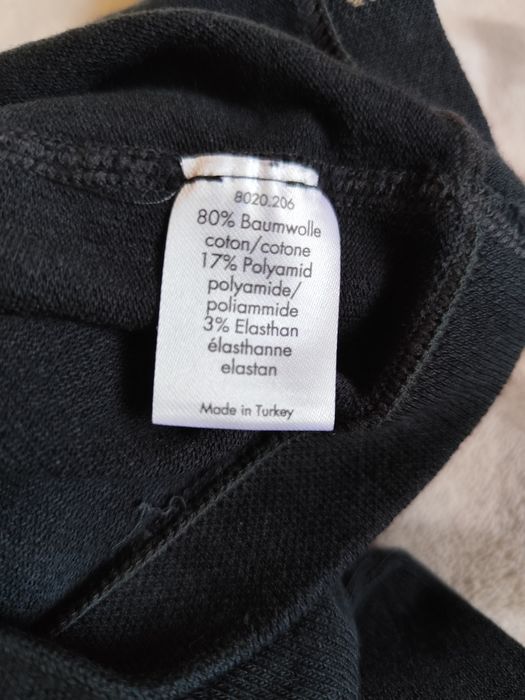 8020.206
80% Baumwolle
coton/cotone
17% Polyamid
polyamide/
poliammide
3% Elasthan
élasthanne
elastan
Made in Turkey